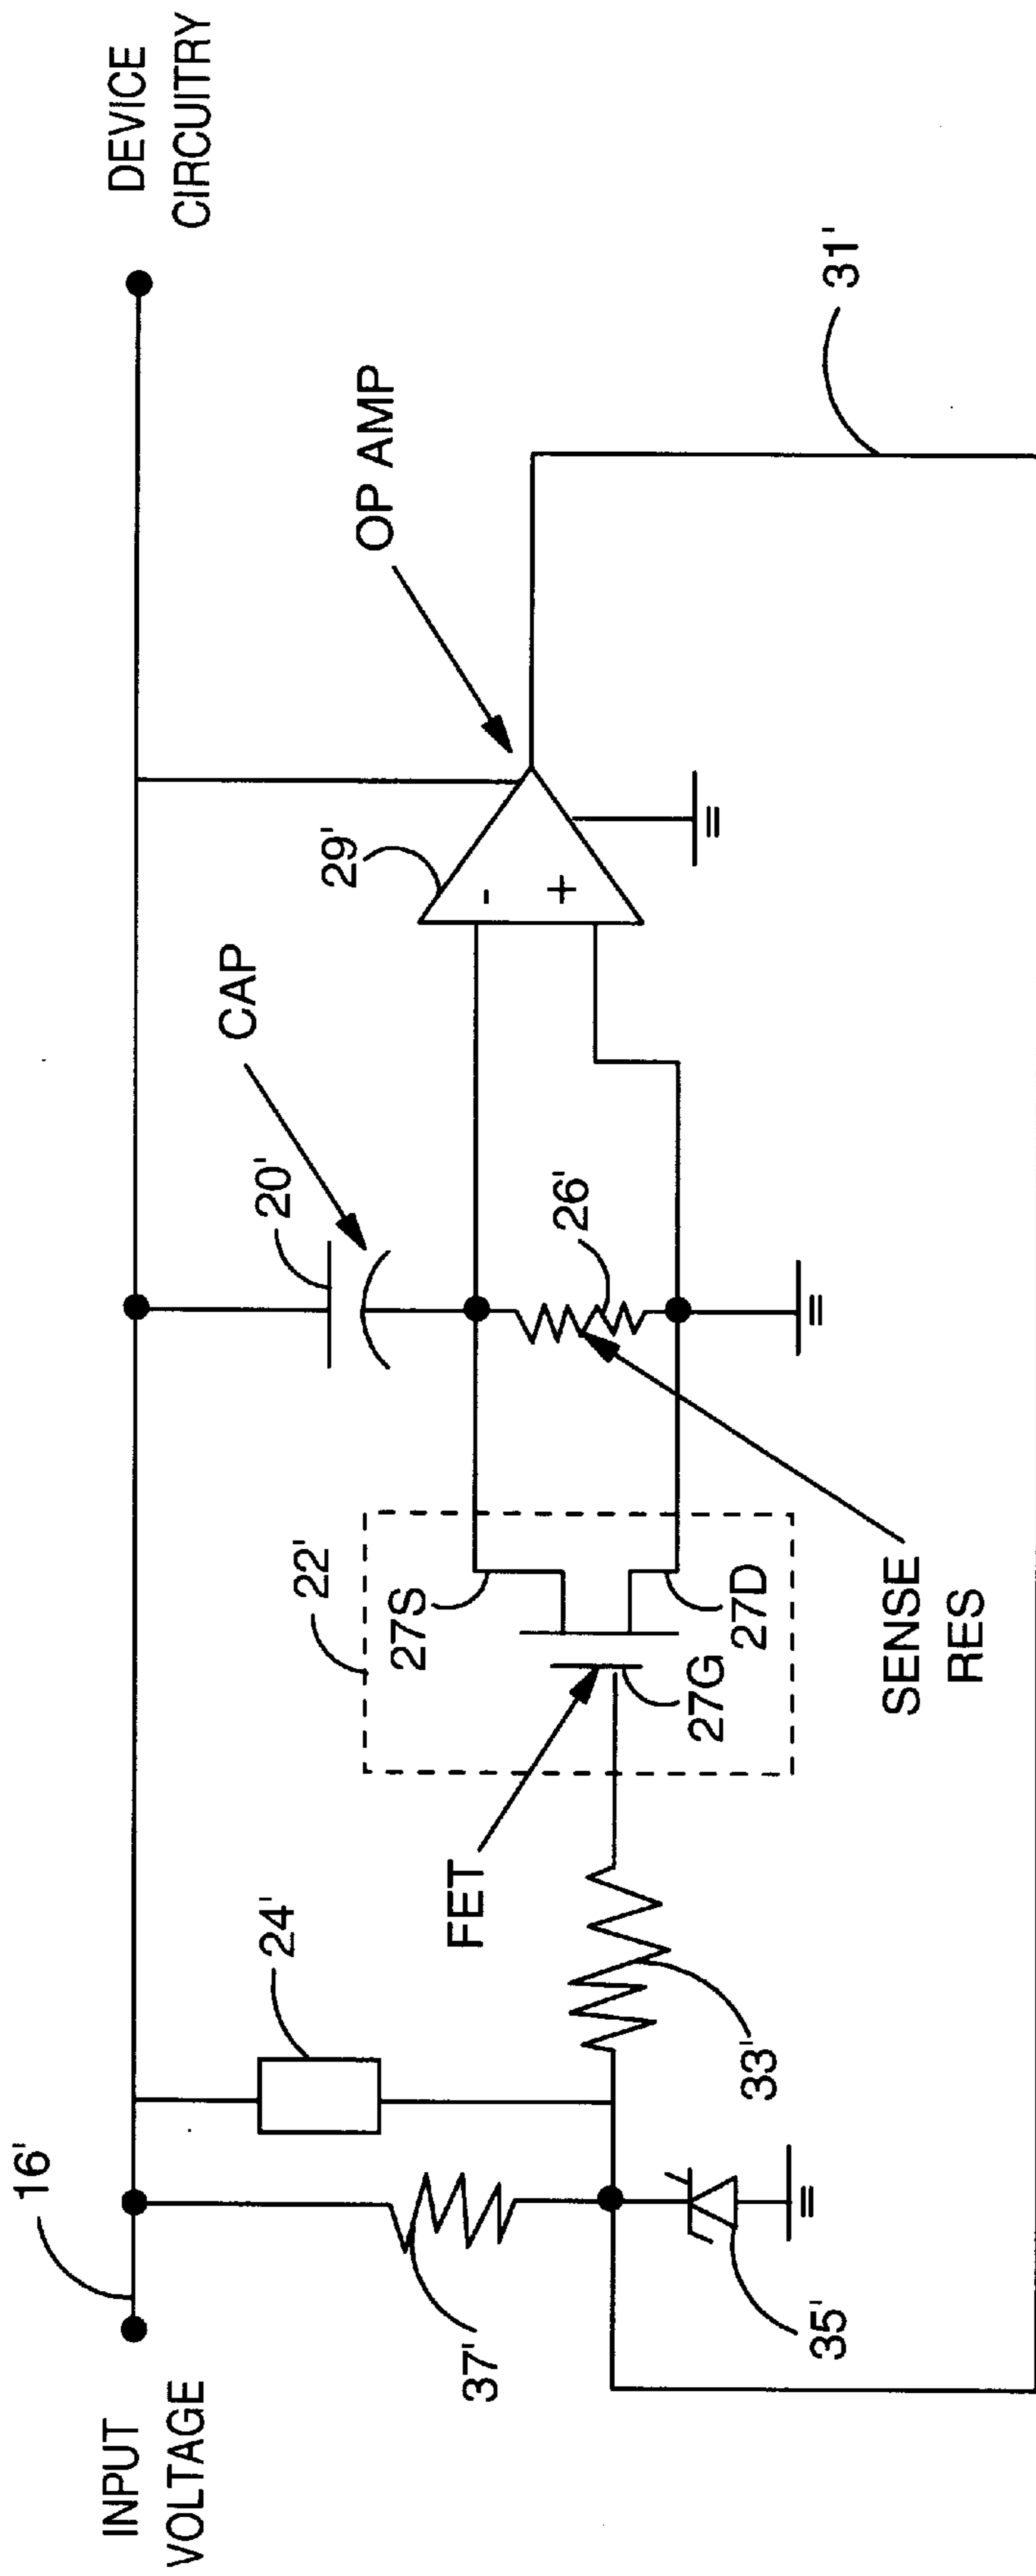 INPUT
VOLTAGE
16'
DEVICE
CIRCUITRY
37'
24'
35'
33'
FET
22'
27S
27G
27D
SENSE
RES
20'
CAP
26'
29'
-
+
OP AMP
31'